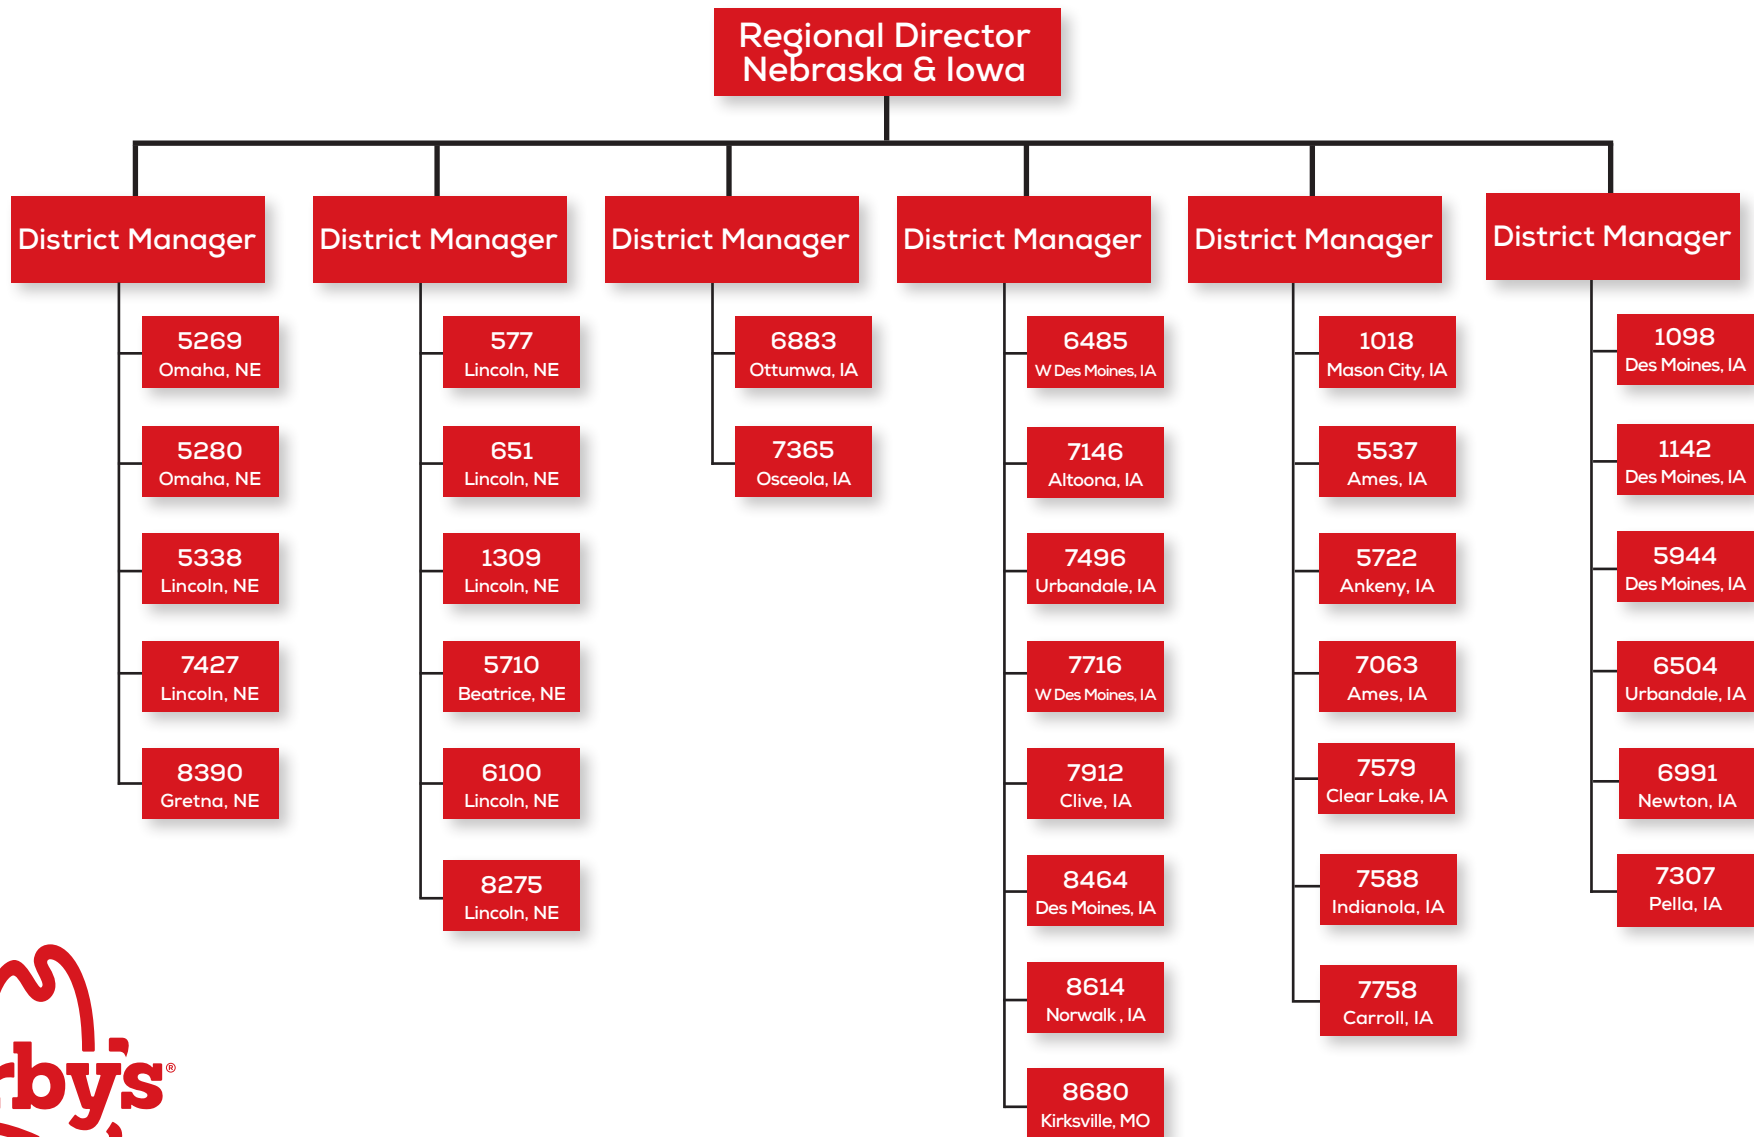 Regional Director
Nebraska & Iowa
District Manager
5269
Omaha, NE
5280
Omaha, NE
5338
Lincoln, NE
7427
Lincoln, NE
8390
Gretna, NE
District Manager
577
Lincoln, NE
651
Lincoln, NE
1309
Lincoln, NE
5710
Beatrice, NE
6100
Lincoln, NE
8275
Lincoln, NE
District Manager
6883
Ottumwa, IA
7365
Osceola, IA
District Manager
6485
W Des Moines, IA
7146
Altoona, IA
7496
Urbandale, IA
7716
W Des Moines, IA
7912
Clive, IA
8464
Des Moines, IA
8614
Norwalk , IA
8680
Kirksville, MO
District Manager
1018
Mason City, IA
5537
Ames, IA
5722
Ankeny, IA
7063
Ames, IA
7579
Clear Lake, IA
7588
Indianola, IA
7758
Carroll, IA
District Manager
1098
Des Moines, IA
1142
Des Moines, IA
5944
Des Moines, IA
6504
Urbandale, IA
6991
Newton, IA
7307
Pella, IA
rby's®